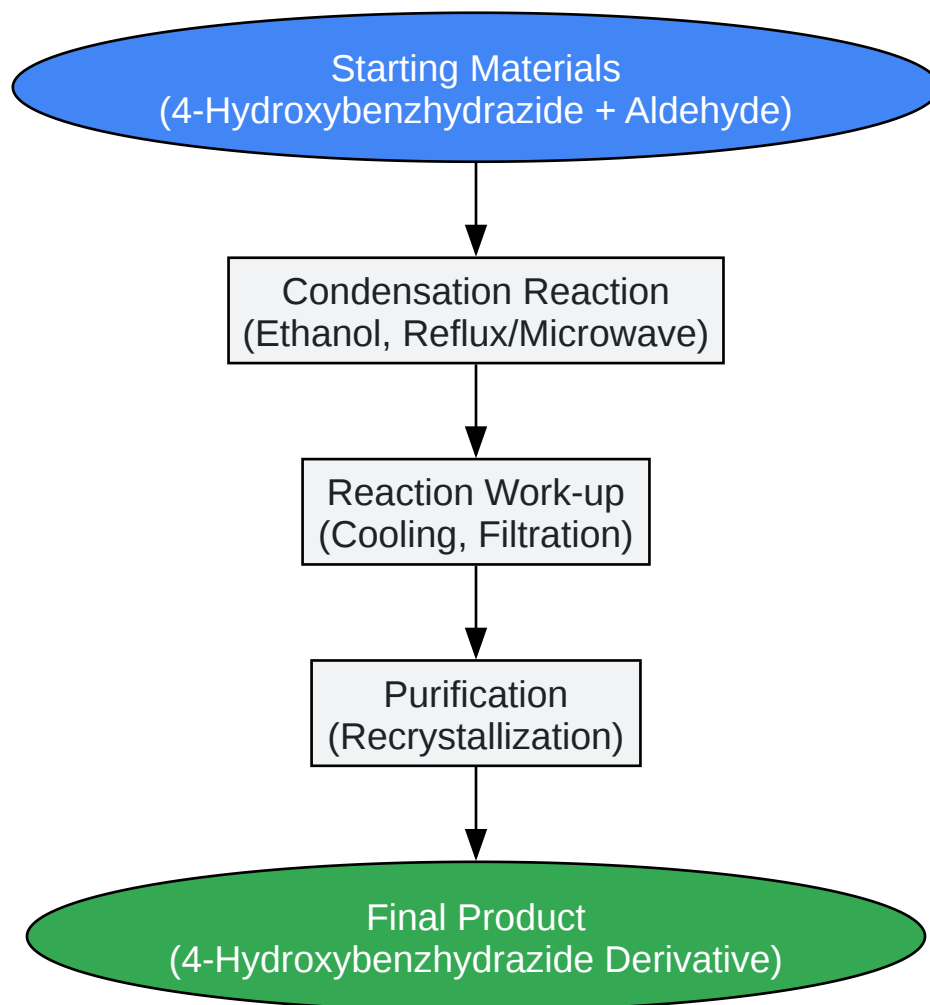 Starting Materials
(4-Hydroxybenzhydrazide + Aldehyde)
Condensation Reaction
(Ethanol, Reflux/Microwave)
Reaction Work-up
(Cooling, Filtration)
Purification
(Recrystallization)
Final Product
(4-Hydroxybenzhydrazide Derivative)